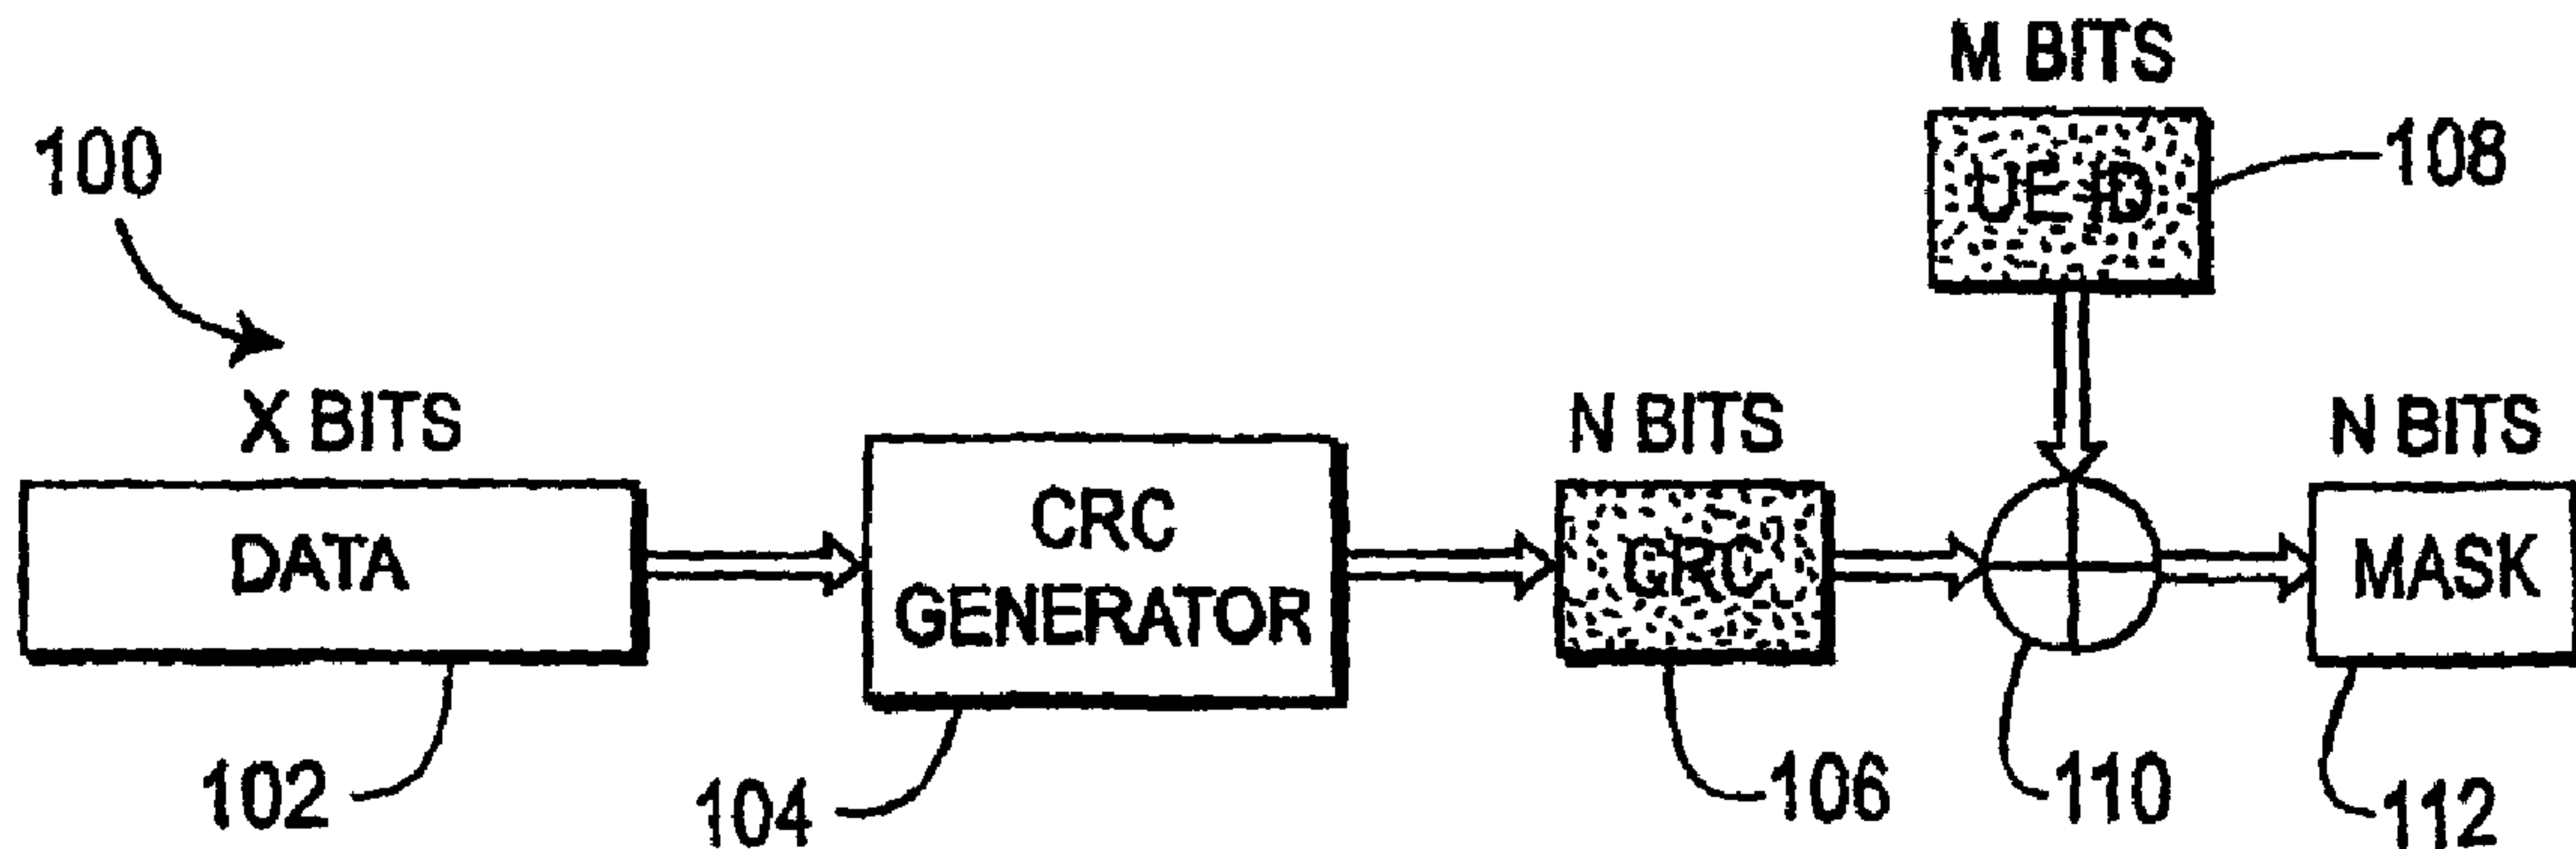 M BITS
100
UE ID
108
X BITS
N BITS
N BITS
DATA
CRC
GENERATOR
CRC
MASK
102
104
106
110
112